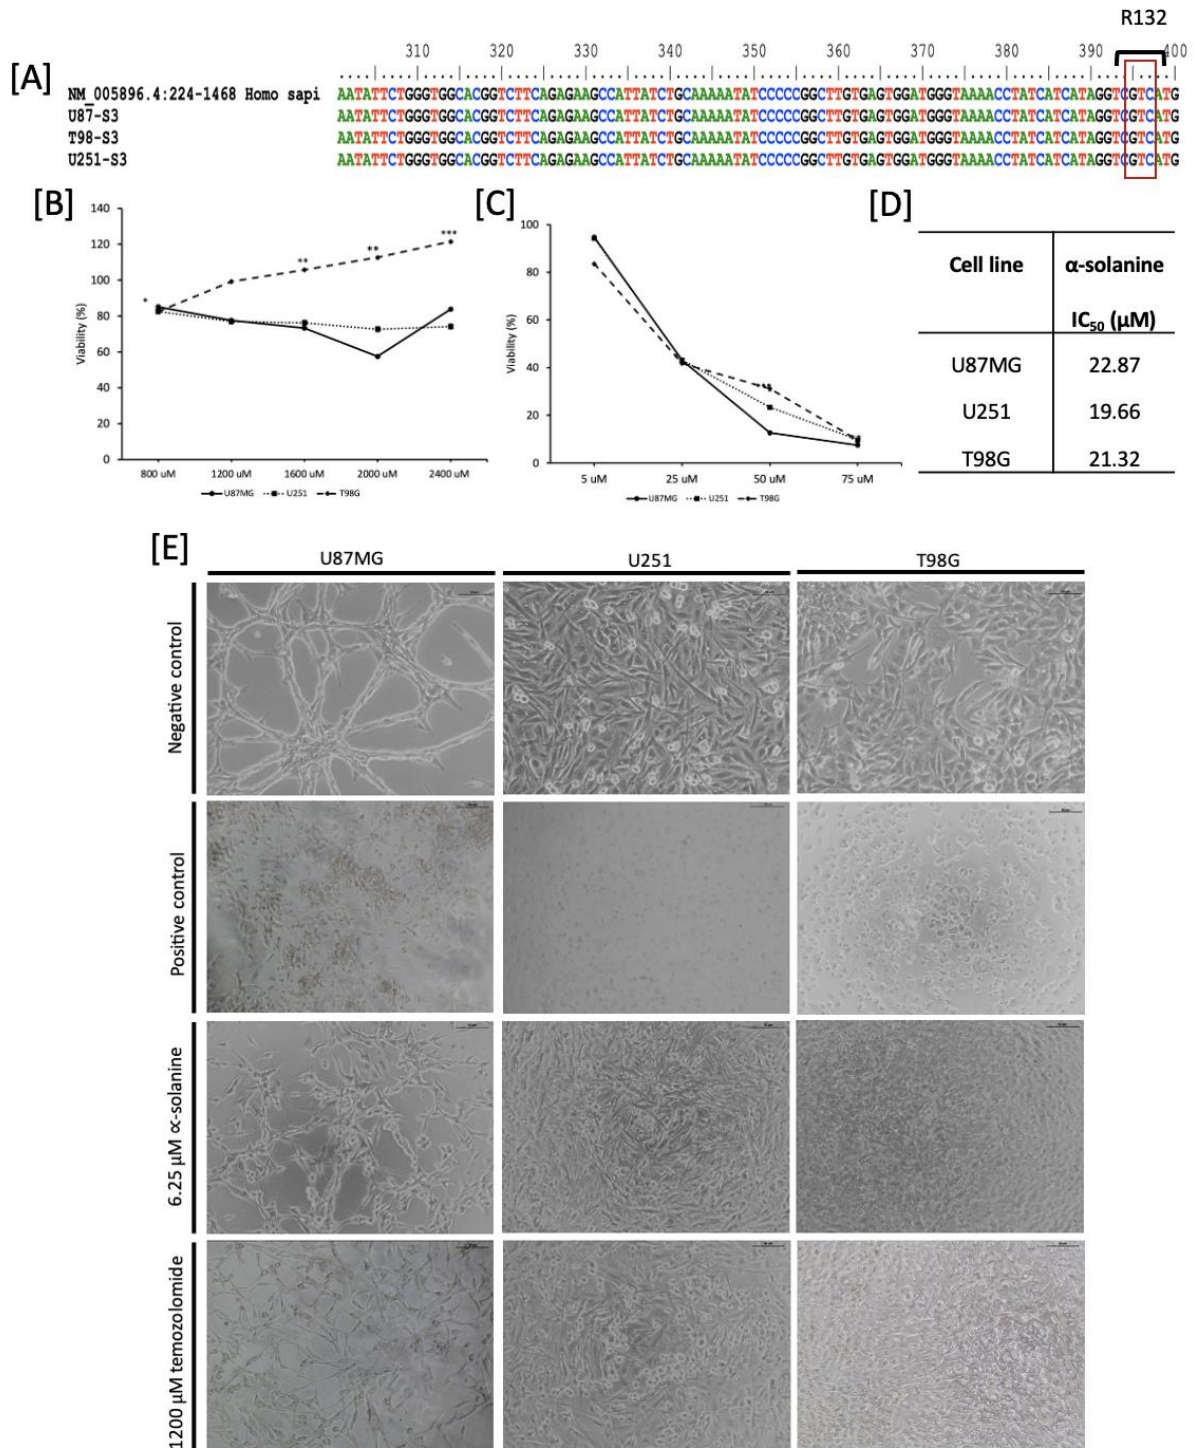 R132
310 320 330 340 350 360 370 380 390 400
[A]
NM_005896.4:224-1468 Homo sapi AATATTCTGGGTGGCACGGTCTTCAGAGAAGCCATTATCTGCAAAAATATCCCCCGGCTTGTGAGTGGATGGGTAAAACCTATCATCATAGGTCGTCATG
U87-S3 AATATTCTGGGTGGCACGGTCTTCAGAGAAGCCATTATCTGCAAAAATATCCCCCGGCTTGTGAGTGGATGGGTAAAACCTATCATCATAGGTCGTCATG
T98-S3 AATATTCTGGGTGGCACGGTCTTCAGAGAAGCCATTATCTGCAAAAATATCCCCCGGCTTGTGAGTGGATGGGTAAAACCTATCATCATAGGTCGTCATG
U251-S3 AATATTCTGGGTGGCACGGTCTTCAGAGAAGCCATTATCTGCAAAAATATCCCCCGGCTTGTGAGTGGATGGGTAAAACCTATCATCATAGGTCGTCATG
[B]
Viability (%)
140
120
100
80
60
40
20
0
*
**
**
***
800 uM 1200 uM 1600 uM 2000 uM 2400 uM
U87MG U251 T98G
[C]
Viability (%)
100
80
60
40
20
0
**
5 uM 25 uM 50 uM 75 uM
U87MG U251 T98G
[D]
Cell line α-solanine
IC50 (µM)
U87MG 22.87
U251 19.66
T98G 21.32
[E]
U87MG U251 T98G
Negative control
Positive control
6.25 µM α-solanine
1200 µM temozolomide